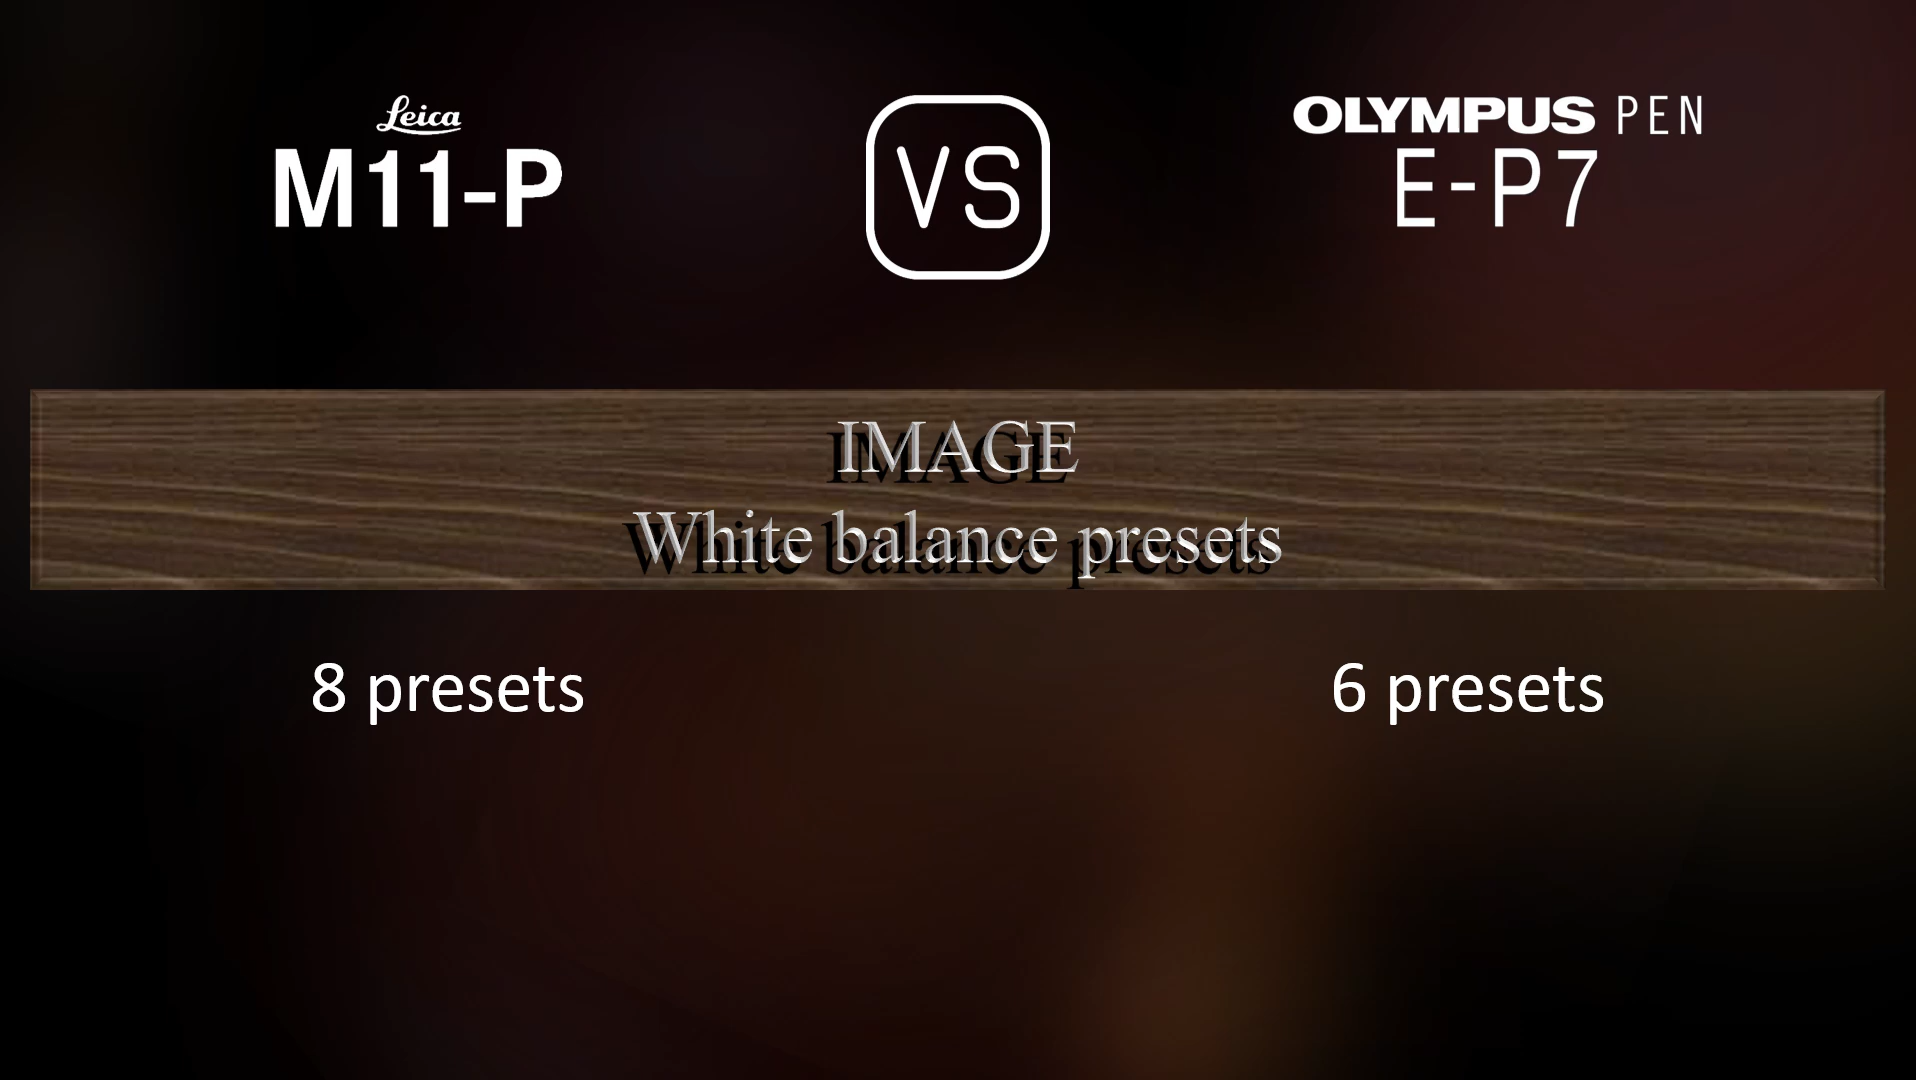 Leica
M11-P
VS
OLYMPUS PEN
E-P7
IMAGE
White balance presets
8 presets
6 presets